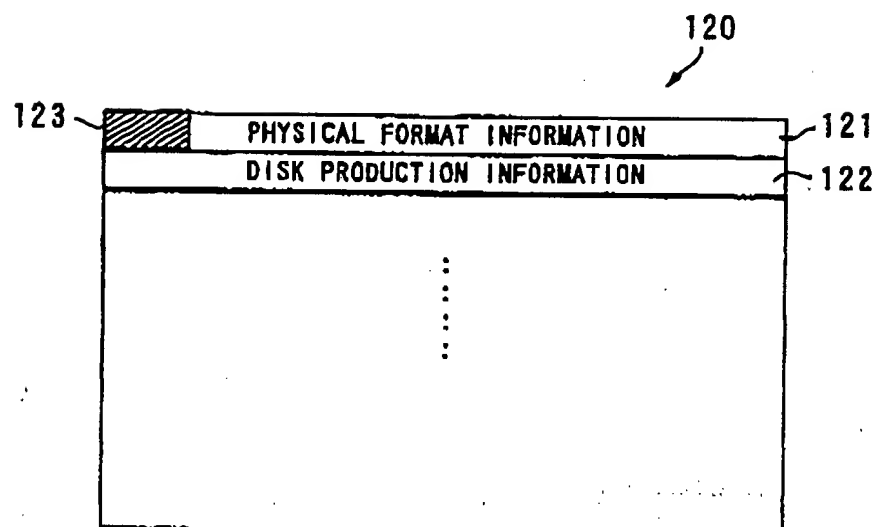 120
123 PHYSICAL FORMAT INFORMATION 121
DISK PRODUCTION INFORMATION 122